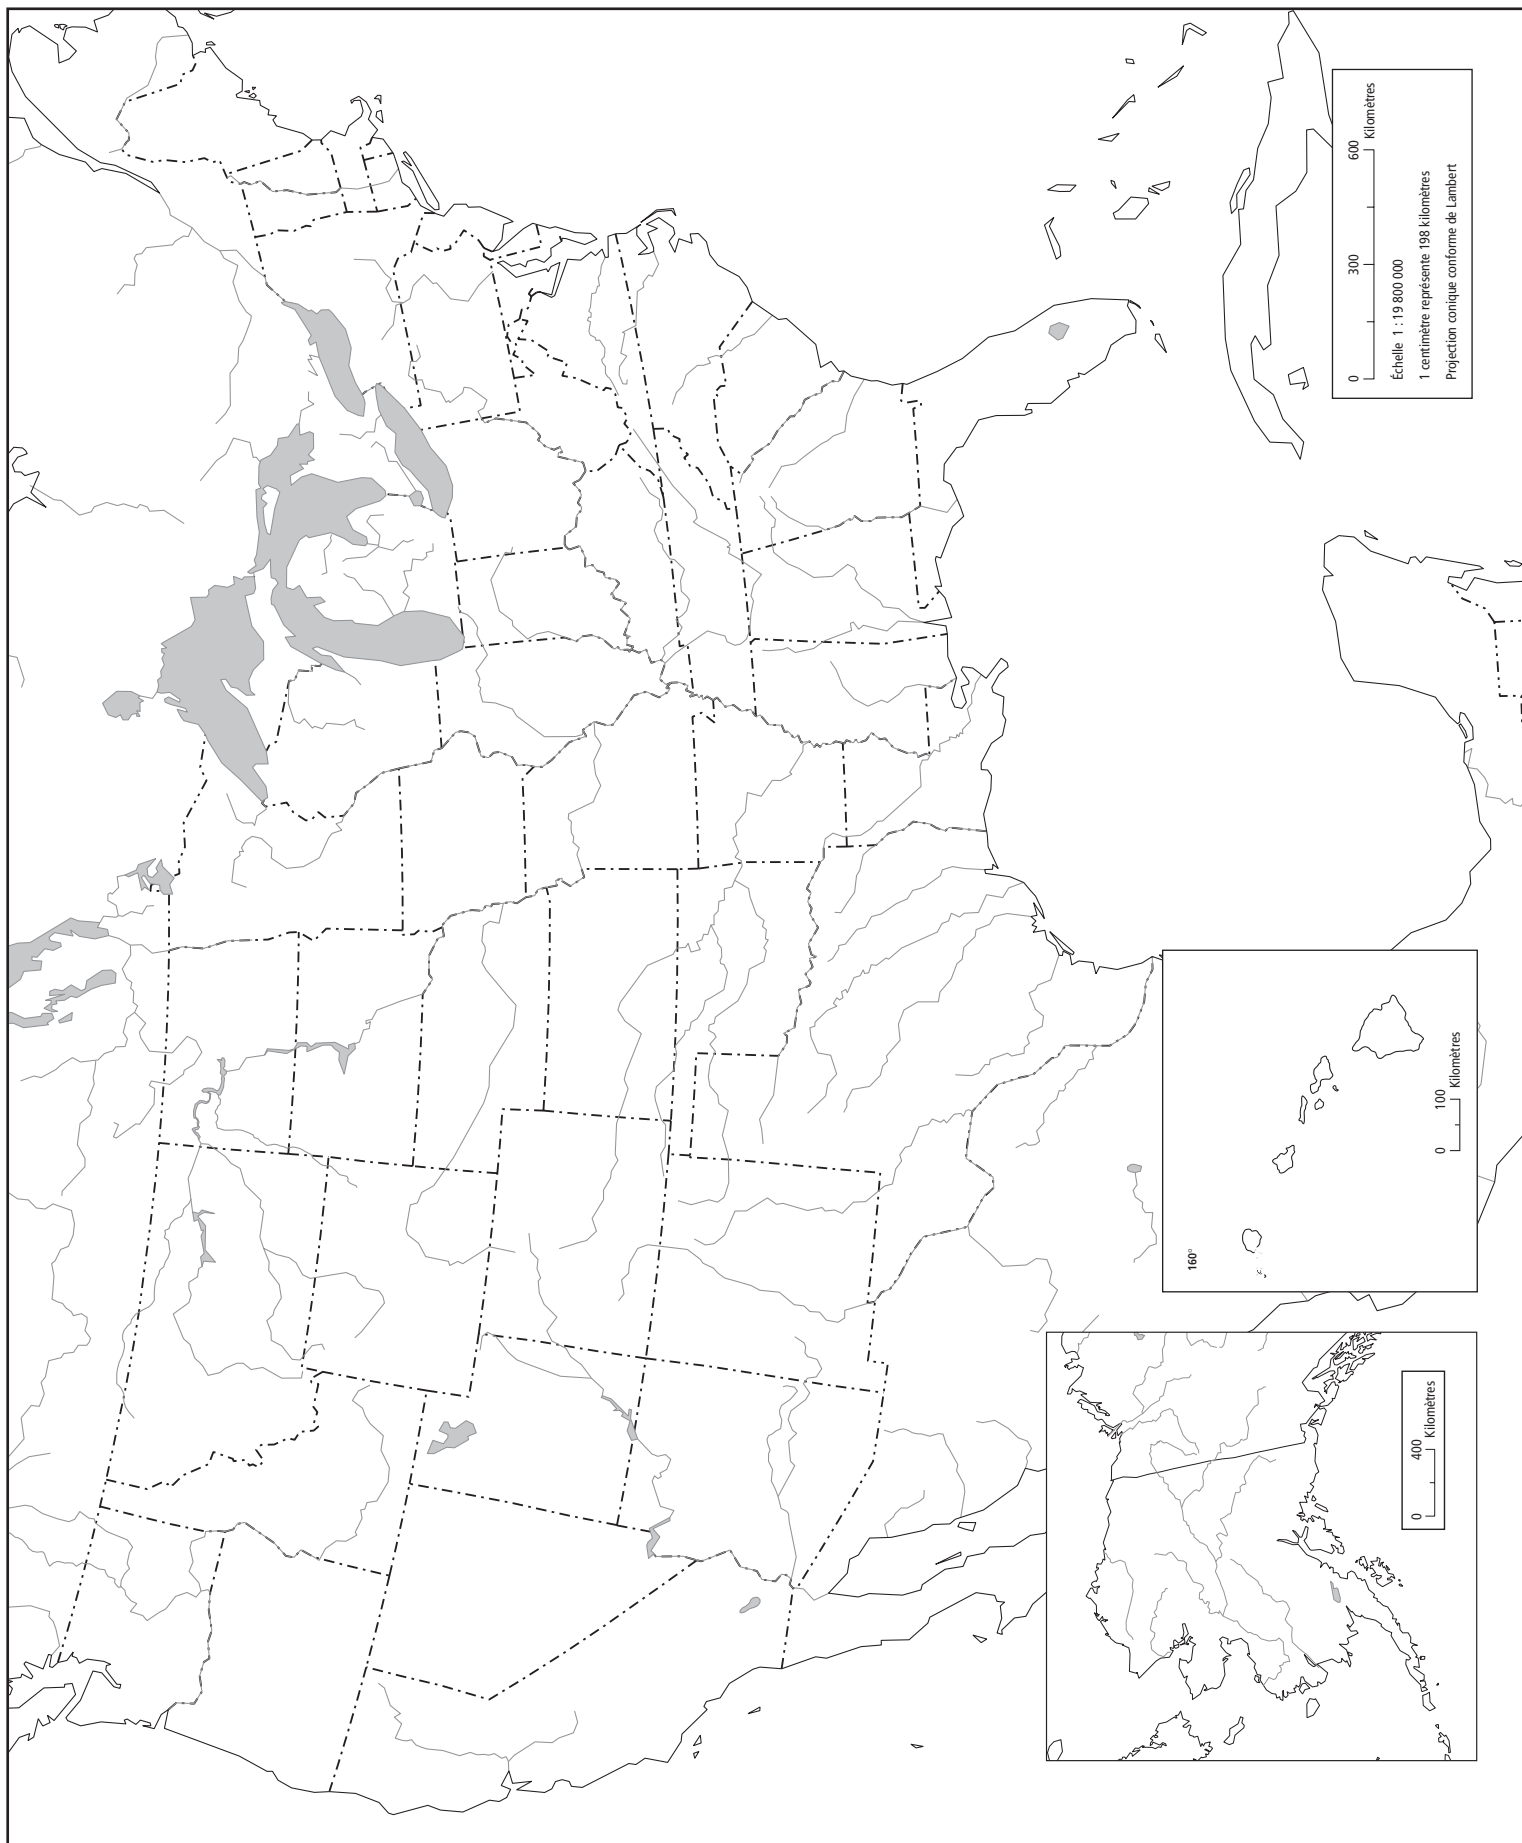 0 300 600
Kilomètres
Échelle 1 : 19 800 000
1 centimètre représente 198 kilomètres
Projection conique conforme de Lambert
160°
0 100
Kilomètres
0 400
Kilomètres